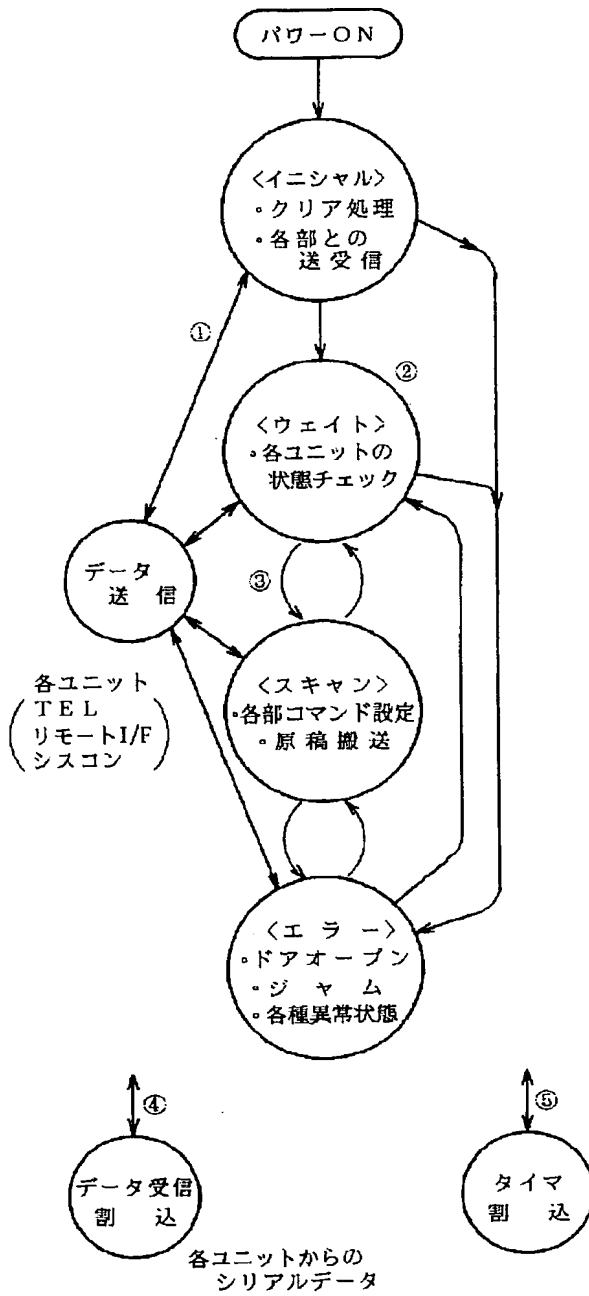 パワーON
〈イニシャル〉
・クリア処理
・各部との
送受信
①
②
〈ウェイト〉
・各ユニットの
状態チェック
データ
送 信
③
各ユニット
TEL
リモートI/F
シスコン
〈スキャン〉
・各部コマンド設定
・原稿搬送
〈エラー〉
・ドアオープン
・ジャム
・各種異常状態
④
⑤
データ受信
割 込
タイマ
割 込
各ユニットからの
シリアルデータ